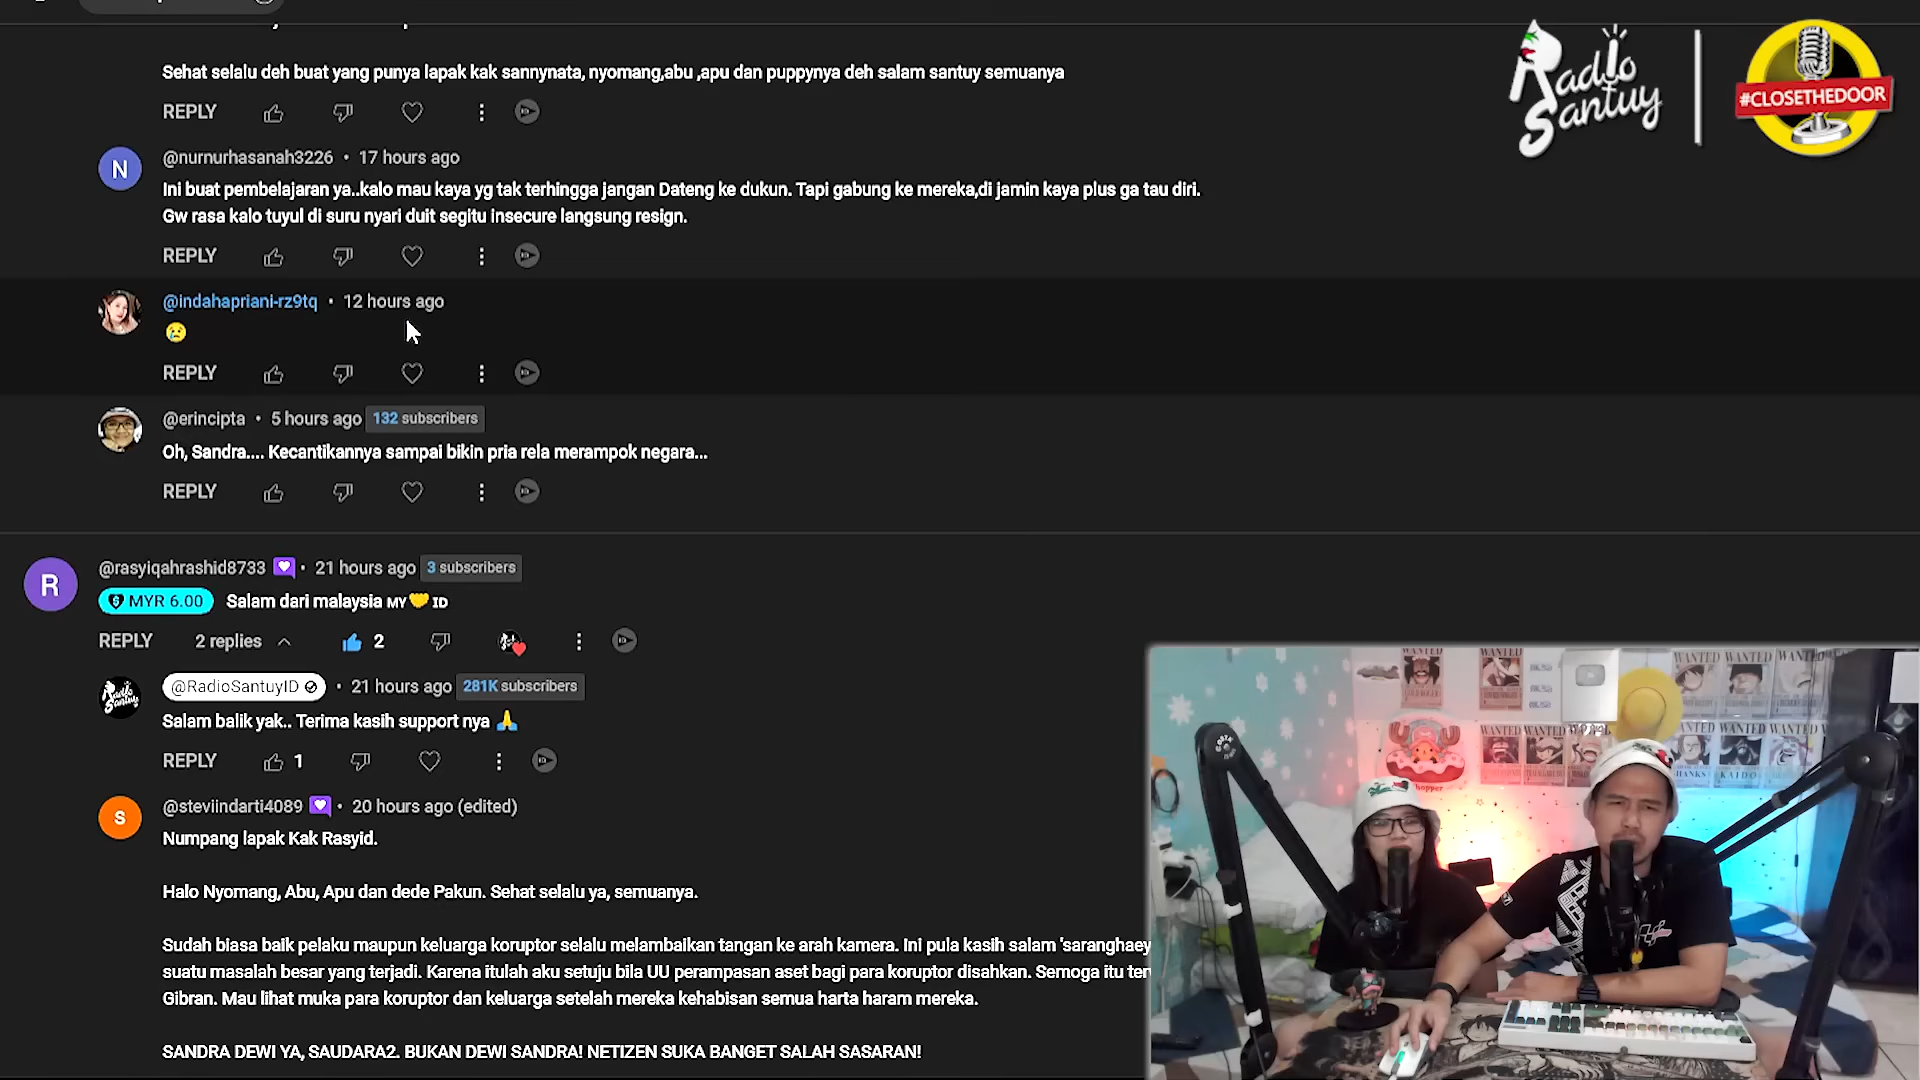 Sehat selalu deh buat yang punya lapak kak sannynata, nyomang,abu ,apu dan puppynya deh salam santuy semuanya
REPLY
N
@nurnurhasanah3226 • 17 hours ago
Ini buat pembelajaran ya..kalo mau kaya yg tak terhingga jangan Dateng ke dukun. Tapi gabung ke mereka,di jamin kaya plus ga tau diri.
Gw rasa kalo tuyul di suru nyari duit segitu insecure langsung resign.
REPLY
@indahapriani-rz9tq • 12 hours ago
😢
REPLY
@erincipta • 5 hours ago 132 subscribers
Oh, Sandra.... Kecantikannya sampai bikin pria rela merampok negara...
REPLY
R
@rasyiqahrashid8733 • 21 hours ago 3 subscribers
MYR 6.00 Salam dari malaysia MY💛ID
REPLY 2 replies 2
@RadioSantuyID • 21 hours ago 281K subscribers
Salam balik yak.. Terima kasih support nya 🙏
REPLY 1
S
@steviindarti4089 • 20 hours ago (edited)
Numpang lapak Kak Rasyid.
Halo Nyomang, Abu, Apu dan dede Pakun. Sehat selalu ya, semuanya.
Sudah biasa baik pelaku maupun keluarga koruptor selalu melambaikan tangan ke arah kamera. Ini pula kasih salam 'saranghaey
suatu masalah besar yang terjadi. Karena itulah aku setuju bila UU perampasan aset bagi para koruptor disahkan. Semoga itu ter
Gibran. Mau lihat muka para koruptor dan keluarga setelah mereka kehabisan semua harta haram mereka.
SANDRA DEWI YA, SAUDARA2. BUKAN DEWI SANDRA! NETIZEN SUKA BANGET SALAH SASARAN!
Radio
Santuy
#CLOSETHEDOOR
WANTED
WANTED
WANTED
WANTED
WANTED
SHANKS
KAIDO
Chopper